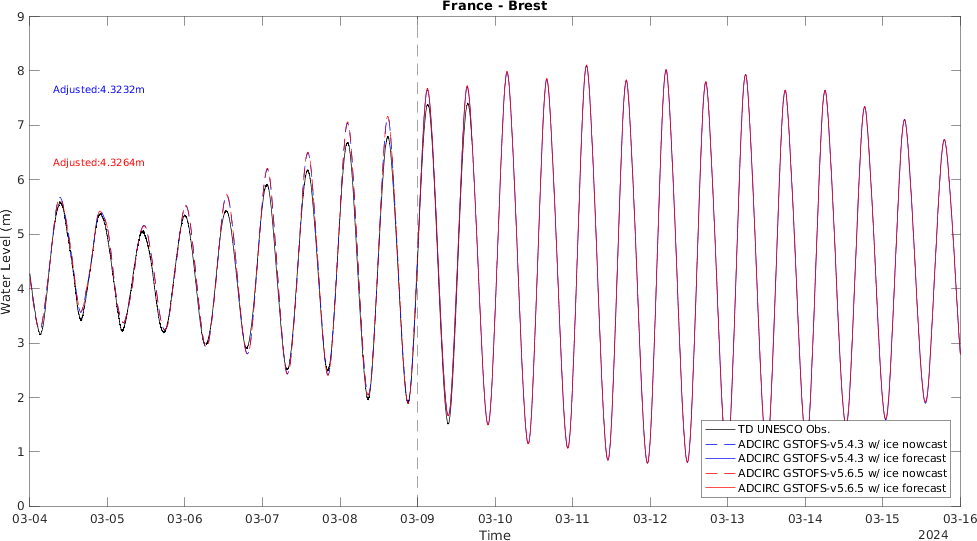 France - Brest
9
8
7
6
5
4
3
2
1
0
Water Level (m)
Adjusted:4.3232m
Adjusted:4.3264m
TD UNESCO Obs.
ADCIRC GSTOFS-v5.4.3 w/ ice nowcast
ADCIRC GSTOFS-v5.4.3 w/ ice forecast
ADCIRC GSTOFS-v5.6.5 w/ ice nowcast
ADCIRC GSTOFS-v5.6.5 w/ ice forecast
03-04 03-05 03-06 03-07 03-08 03-09 03-10 03-11 03-12 03-13 03-14 03-15 03-16
Time
2024